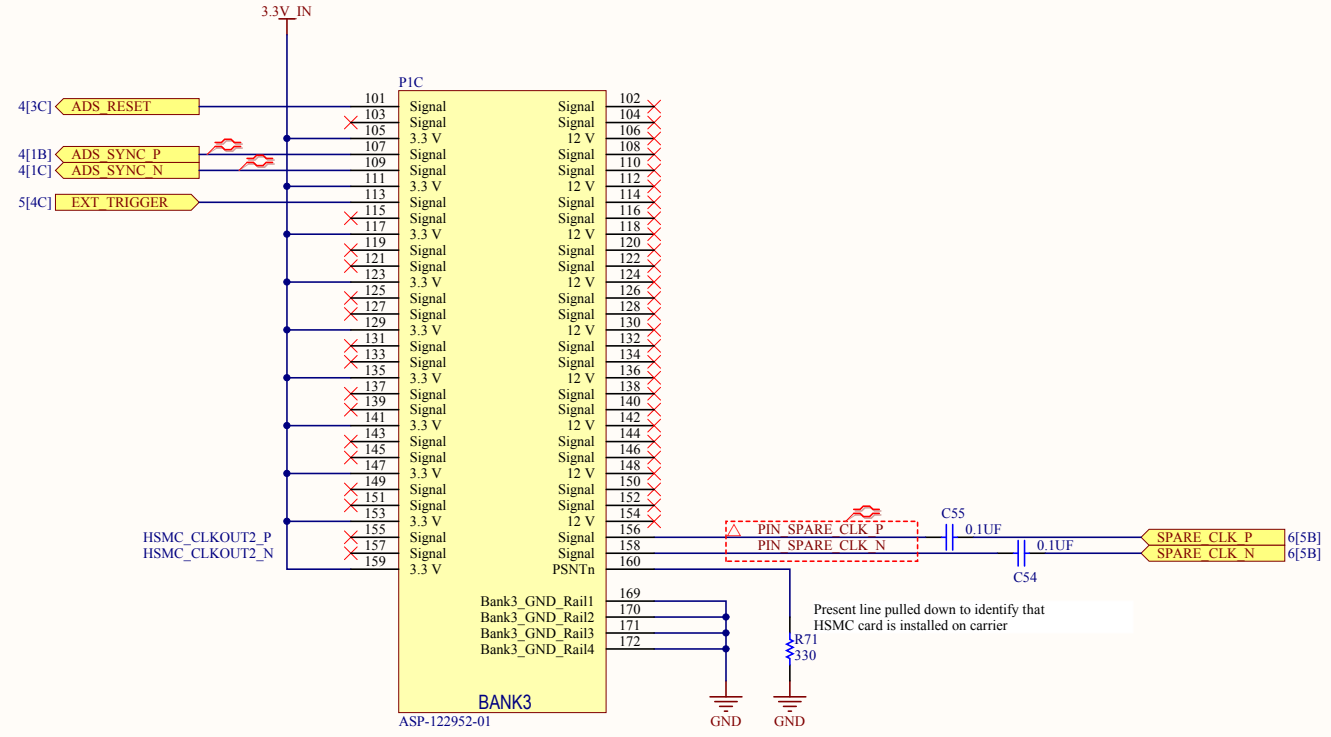 3.3V_IN
P1C
4[3C] ADS_RESET 101 Signal Signal 102
103 Signal Signal 104
105 3.3 V 12 V 106
4[1B] ADS_SYNC_P 107 Signal Signal 108
4[1C] ADS_SYNC_N 109 Signal Signal 110
111 3.3 V 12 V 112
5[4C] EXT_TRIGGER 113 Signal Signal 114
115 Signal Signal 116
117 3.3 V 12 V 118
119 Signal Signal 120
121 Signal Signal 122
123 3.3 V 12 V 124
125 Signal Signal 126
127 Signal Signal 128
129 3.3 V 12 V 130
131 Signal Signal 132
133 Signal Signal 134
135 3.3 V 12 V 136
137 Signal Signal 138
139 Signal Signal 140
141 3.3 V 12 V 142
143 Signal Signal 144
145 Signal Signal 146
147 3.3 V 12 V 148
149 Signal Signal 150
151 Signal Signal 152
153 3.3 V 12 V 154
C55
HSMC_CLKOUT2_P 155 Signal Signal 156 PIN_SPARE_CLK_P 0.1UF SPARE_CLK_P 6[5B]
HSMC_CLKOUT2_N 157 Signal Signal 158 PIN_SPARE_CLK_N 0.1UF SPARE_CLK_N 6[5B]
159 3.3 V PSNTn 160
C54
Bank3_GND_Rail1 169
Bank3_GND_Rail2 170
Bank3_GND_Rail3 171
Bank3_GND_Rail4 172
Present line pulled down to identify that
HSMC card is installed on carrier
R71
330
BANK3
ASP-122952-01
GND GND